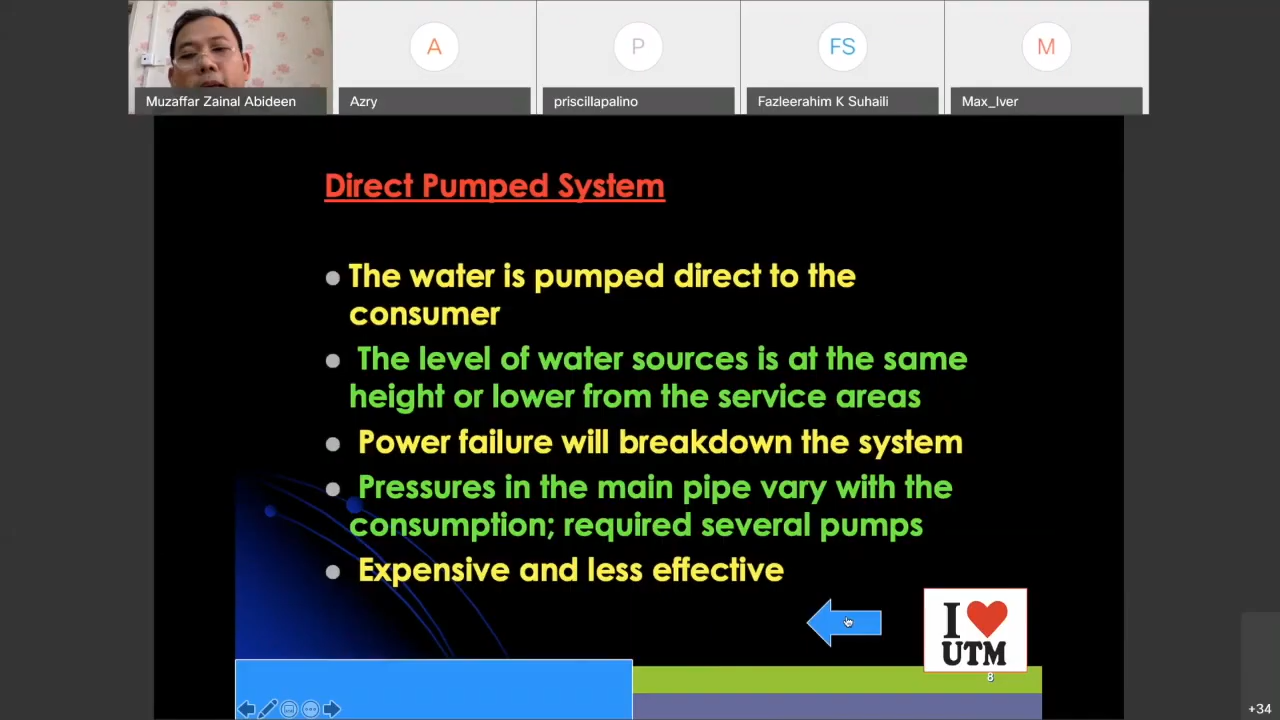 A
P
FS
M
Muzaffar Zainal Abideen
Azry
priscillapalino
Fazleerahim K Suhaili
Max_Iver
Direct Pumped System
The water is pumped direct to the
consumer
The level of water sources is at the same
height or lower from the service areas
Power failure will breakdown the system
Pressures in the main pipe vary with the
consumption; required several pumps
Expensive and less effective
I
UTM
8
+34